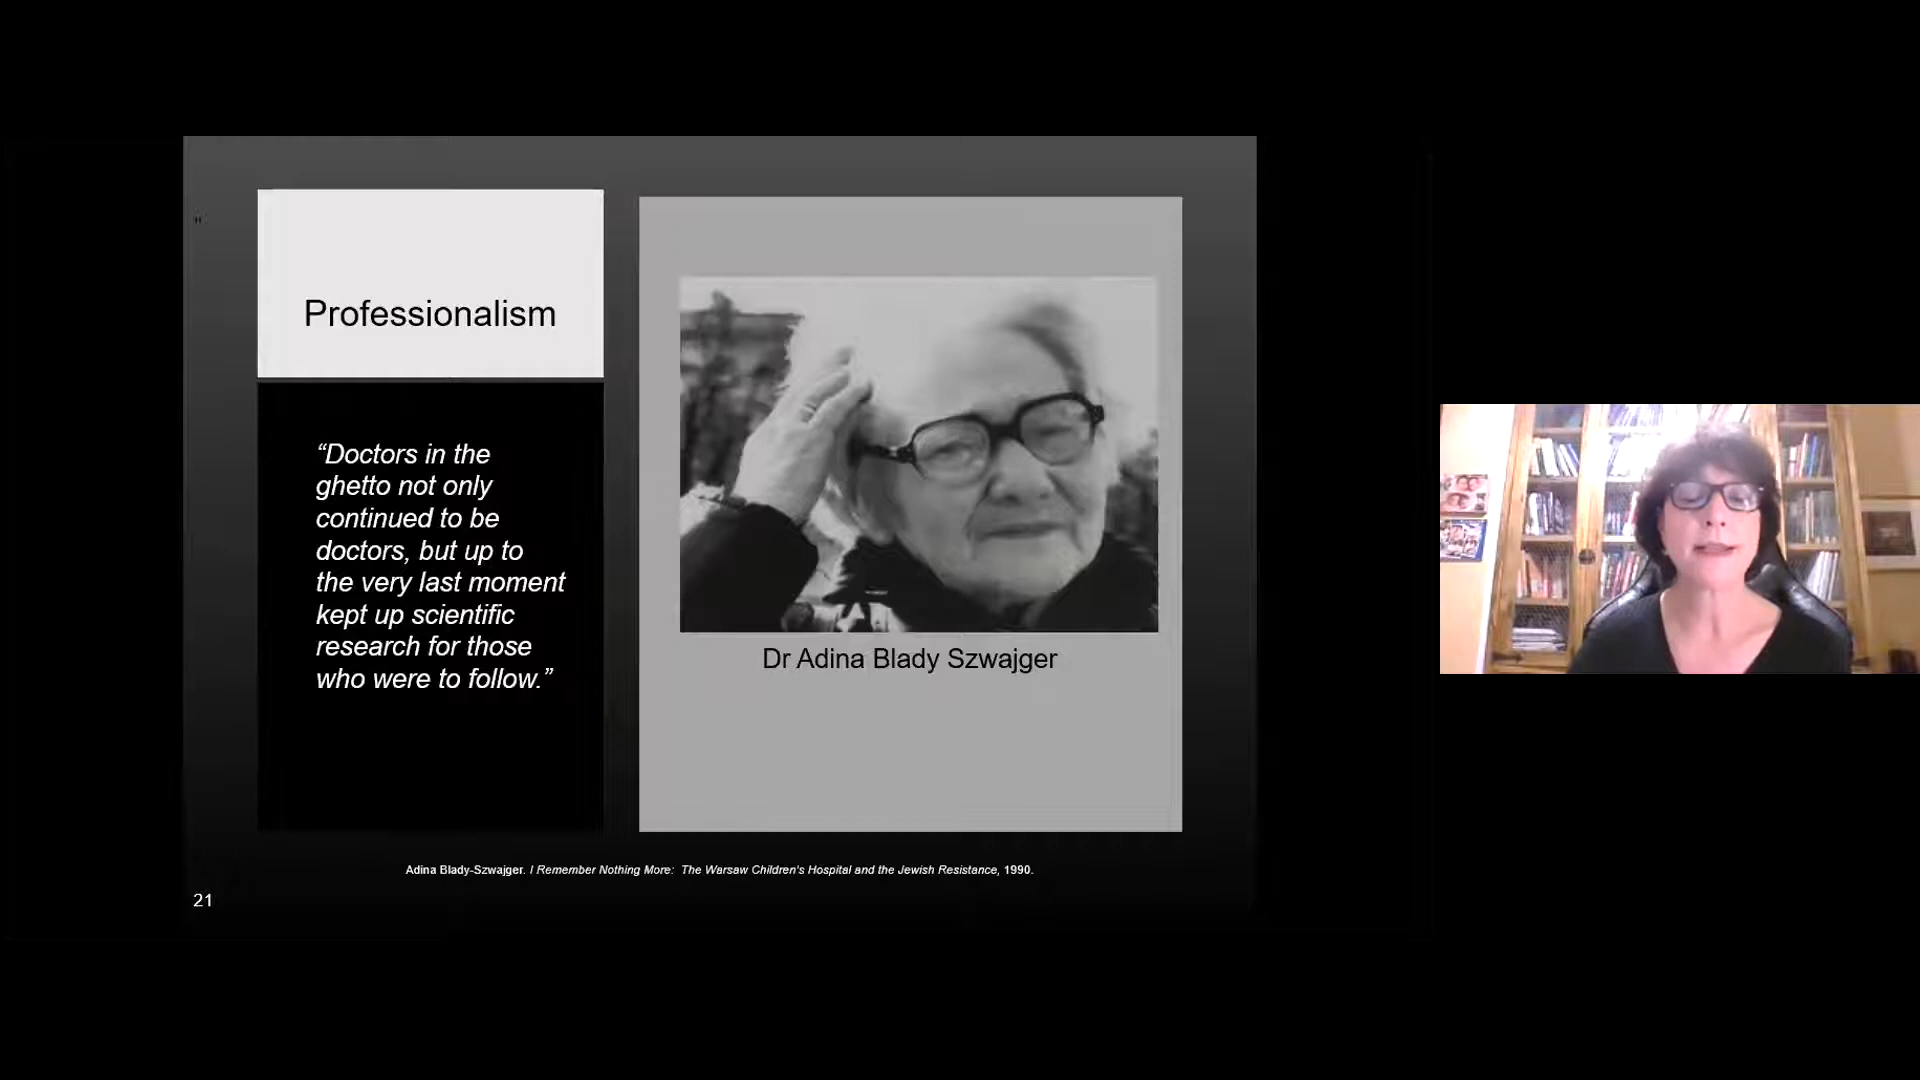 Professionalism
“Doctors in the
ghetto not only
continued to be
doctors, but up to
the very last moment
kept up scientific
research for those
who were to follow.”
Dr Adina Blady Szwajger
Adina Blady-Szwajger. I Remember Nothing More:  The Warsaw Children's Hospital and the Jewish Resistance, 1990.
21